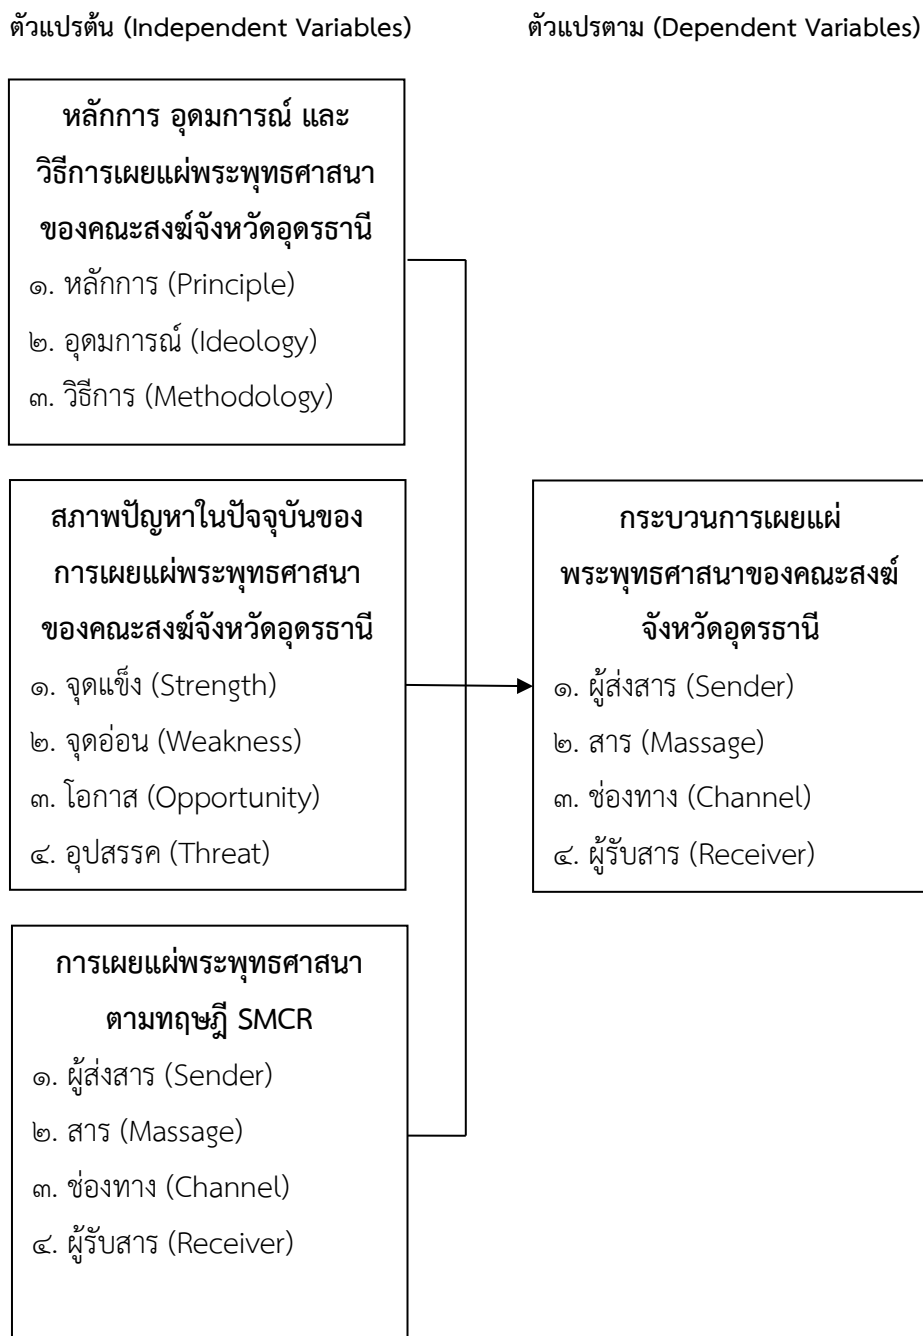 ตัวแปรต้น (Independent Variables)
ตัวแปรตาม (Dependent Variables)
หลักการ อุดมการณ์ และ
วิธีการเผยแผ่พระพุทธศาสนา
ของคณะสงฆ์จังหวัดอุดรธานี
๑. หลักการ (Principle)
๒. อุดมการณ์ (Ideology)
๓. วิธีการ (Methodology)
สภาพปัญหาในปัจจุบันของ
การเผยแผ่พระพุทธศาสนา
ของคณะสงฆ์จังหวัดอุดรธานี
๑. จุดแข็ง (Strength)
๒. จุดอ่อน (Weakness)
๓. โอกาส (Opportunity)
๔. อุปสรรค (Threat)
กระบวนการเผยแผ่
พระพุทธศาสนาของคณะสงฆ์
จังหวัดอุดรธานี
๑. ผู้ส่งสาร (Sender)
๒. สาร (Massage)
๓. ช่องทาง (Channel)
๔. ผู้รับสาร (Receiver)
การเผยแผ่พระพุทธศาสนา
ตามทฤษฎี SMCR
๑. ผู้ส่งสาร (Sender)
๒. สาร (Massage)
๓. ช่องทาง (Channel)
๔. ผู้รับสาร (Receiver)